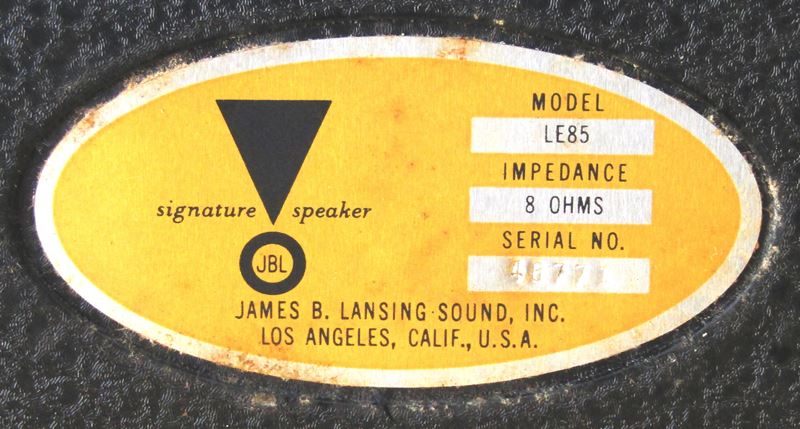 signature speaker
JBL
JAMES B. LANSING SOUND, INC.
LOS ANGELES, CALIF., U.S.A.
MODEL
LE85
IMPEDANCE
8 OHMS
SERIAL NO.